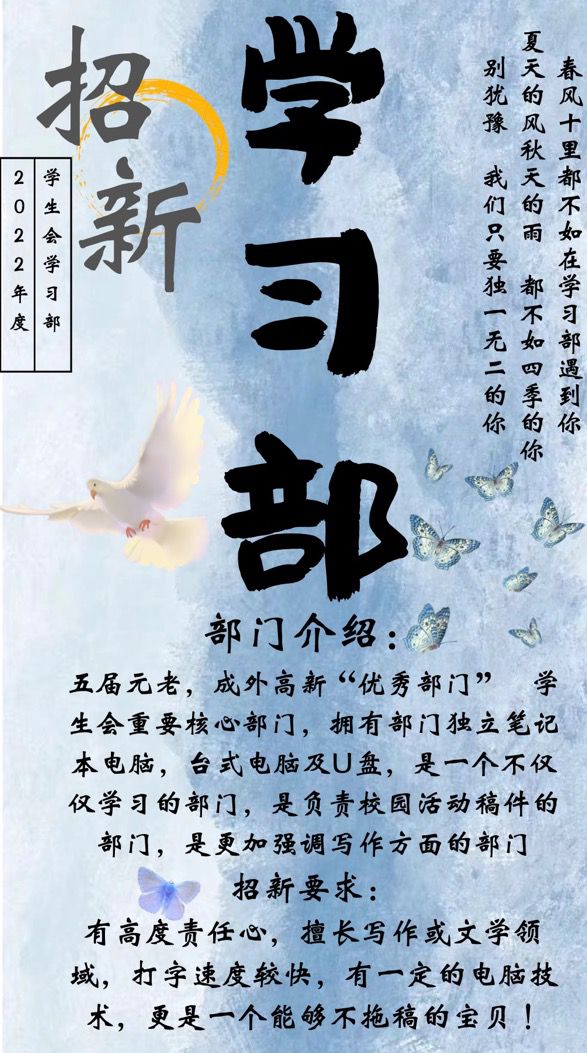 招新
学生会学习部
2022年度
学习部
春风十里都不如在学习部遇到你
夏天的风秋天的雨 都不如四季的你
别犹豫 我们只要独一无二的你
部门介绍：
五届元老，成外高新“优秀部门” 学
生会重要核心部门，拥有部门独立笔记
本电脑，台式电脑及U盘，是一个不仅
仅学习的部门，是负责校园活动稿件的
部门，是更加强调写作方面的部门
招新要求：
有高度责任心，擅长写作或文学领
域，打字速度较快，有一定的电脑技
术，更是一个能够不拖稿的宝贝！